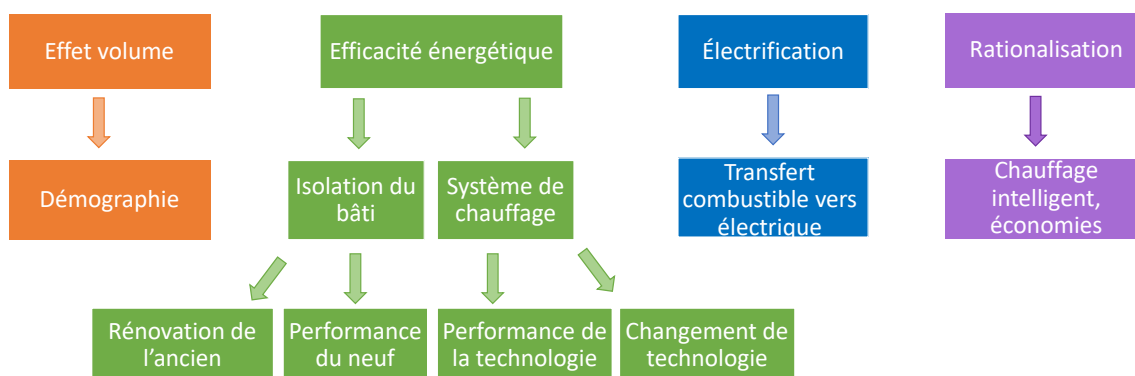 Effet volume
Efficacité énergétique
Électrification
Rationalisation
Démographie
Isolation du
bâti
Système de
chauffage
Transfert
combustible vers
électrique
Chauffage
intelligent,
économies
Rénovation de
l’ancien
Performance
du neuf
Performance de
la technologie
Changement de
technologie